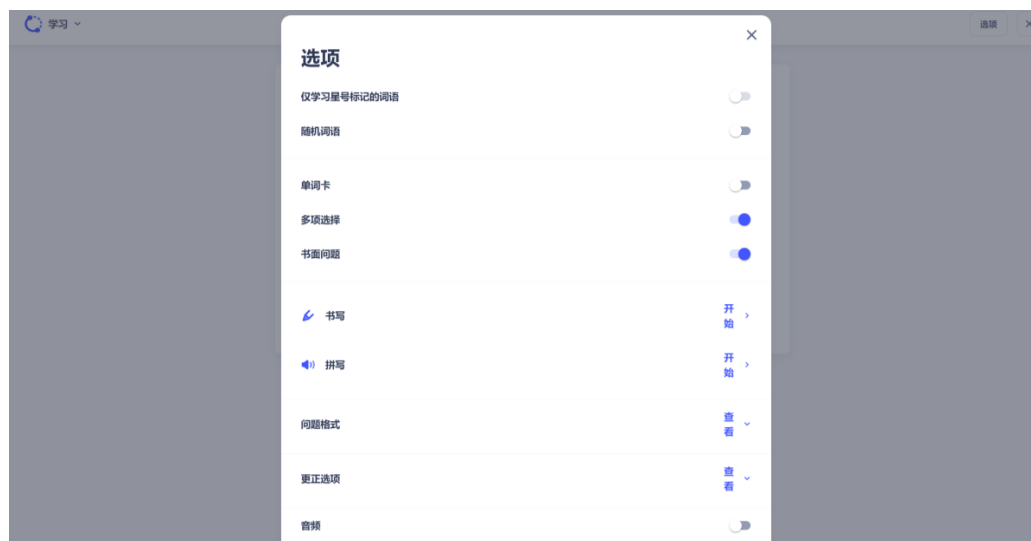 学习
选项
选项
仅学习星号标记的词语
随机词语
单词卡
多项选择
书面问题
书写
开
始
拼写
开
始
问题格式
查
看
更正选项
查
看
音频